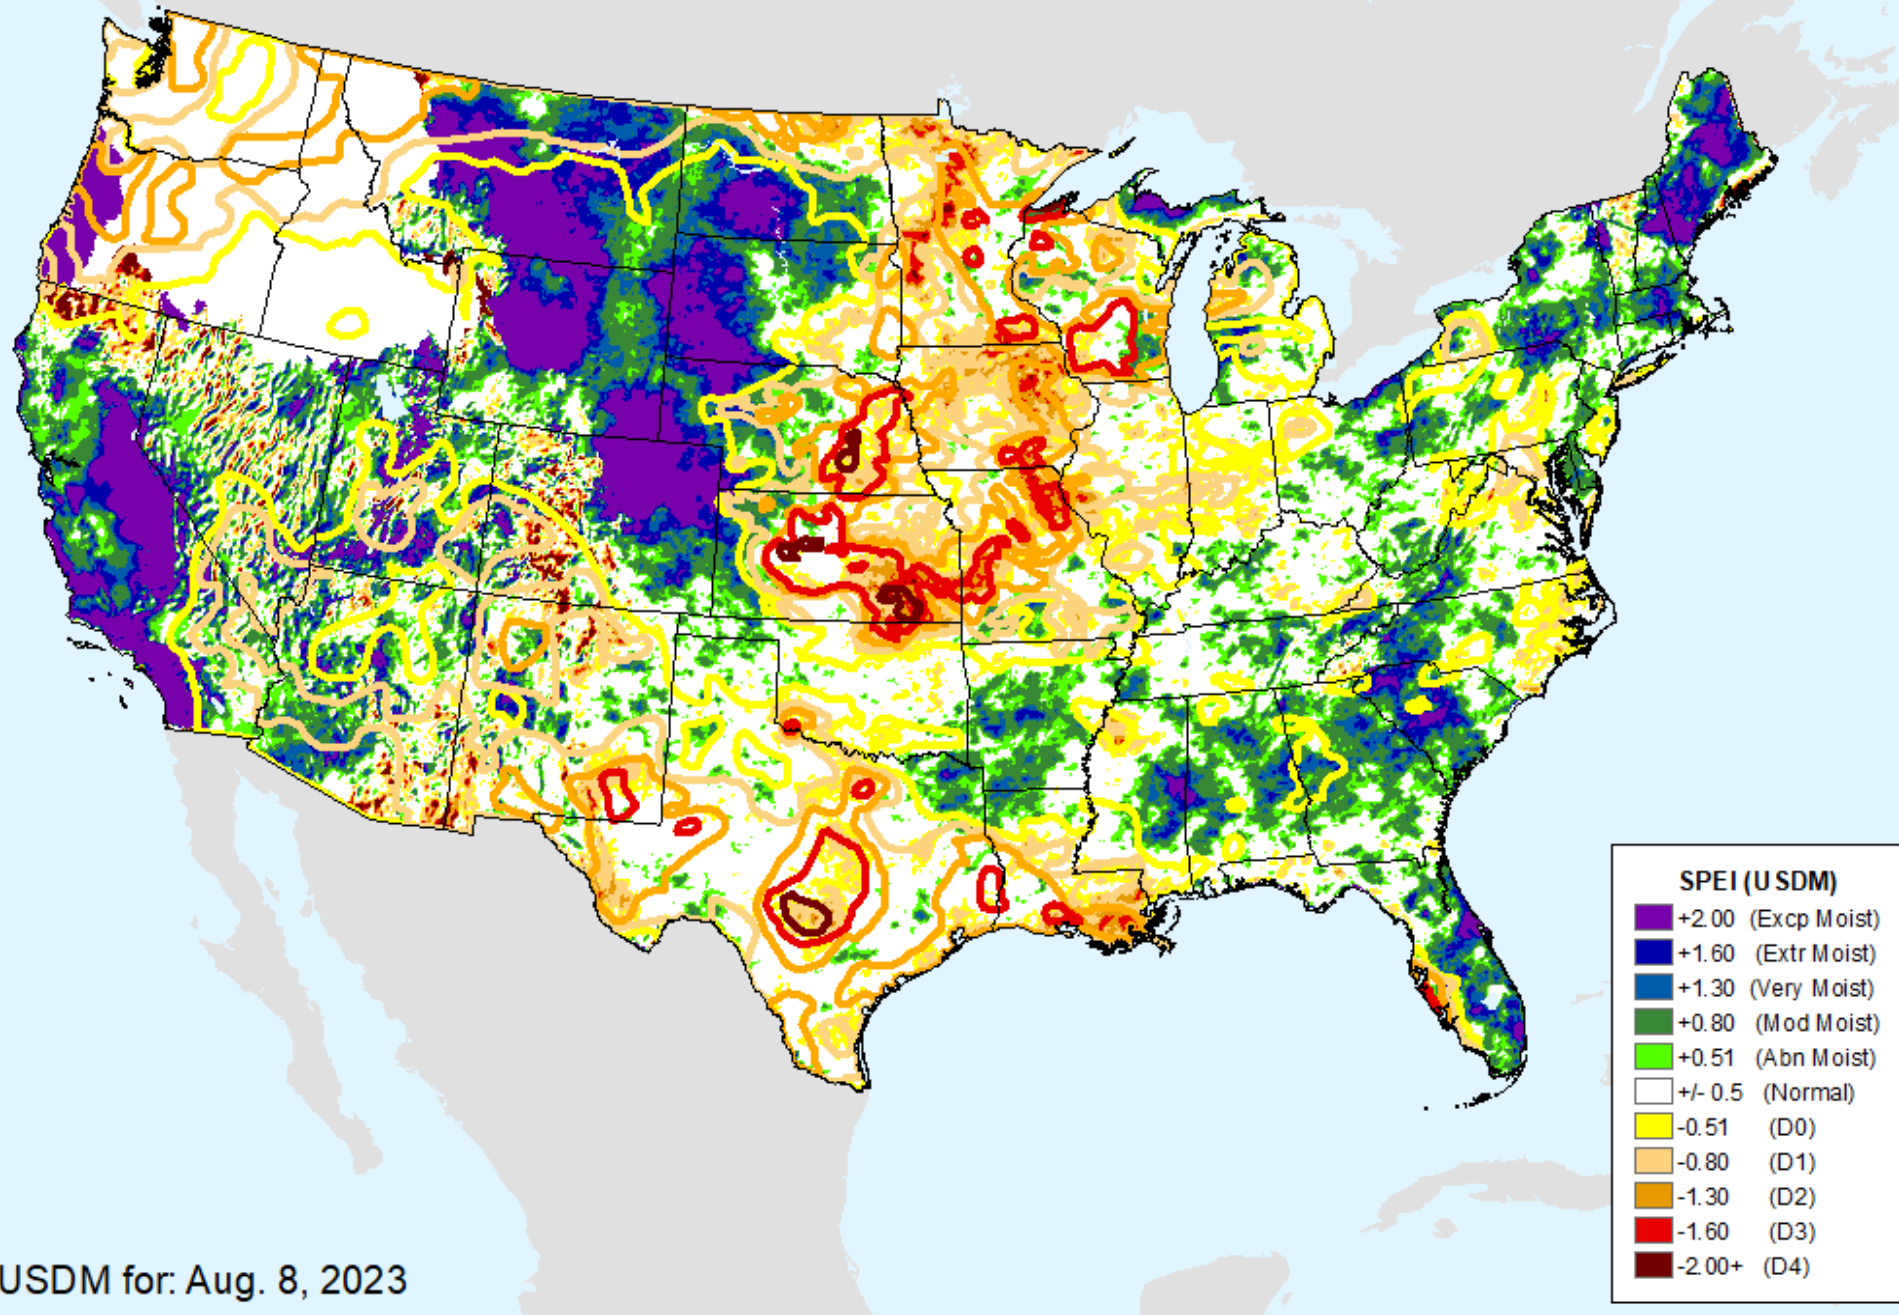 SPEI (USDM)
+2.00 (Excp Moist)
+1.60 (Extr Moist)
+1.30 (Very Moist)
+0.80 (Mod Moist)
+0.51 (Abn Moist)
+/- 0.5 (Normal)
-0.51 (D0)
-0.80 (D1)
-1.30 (D2)
-1.60 (D3)
-2.00+ (D4)
USDM for: Aug. 8, 2023